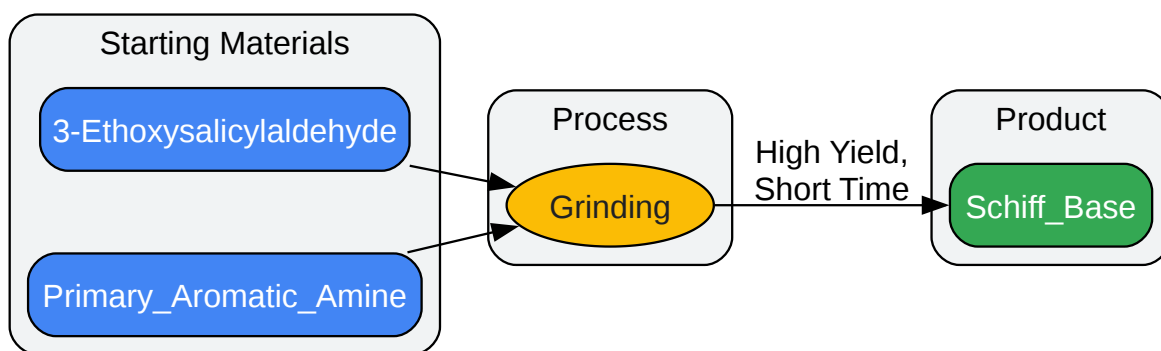 Starting Materials
3-Ethoxysalicylaldehyde
Primary_Aromatic_Amine
Process
Grinding
High Yield,
Short Time
Product
Schiff_Base